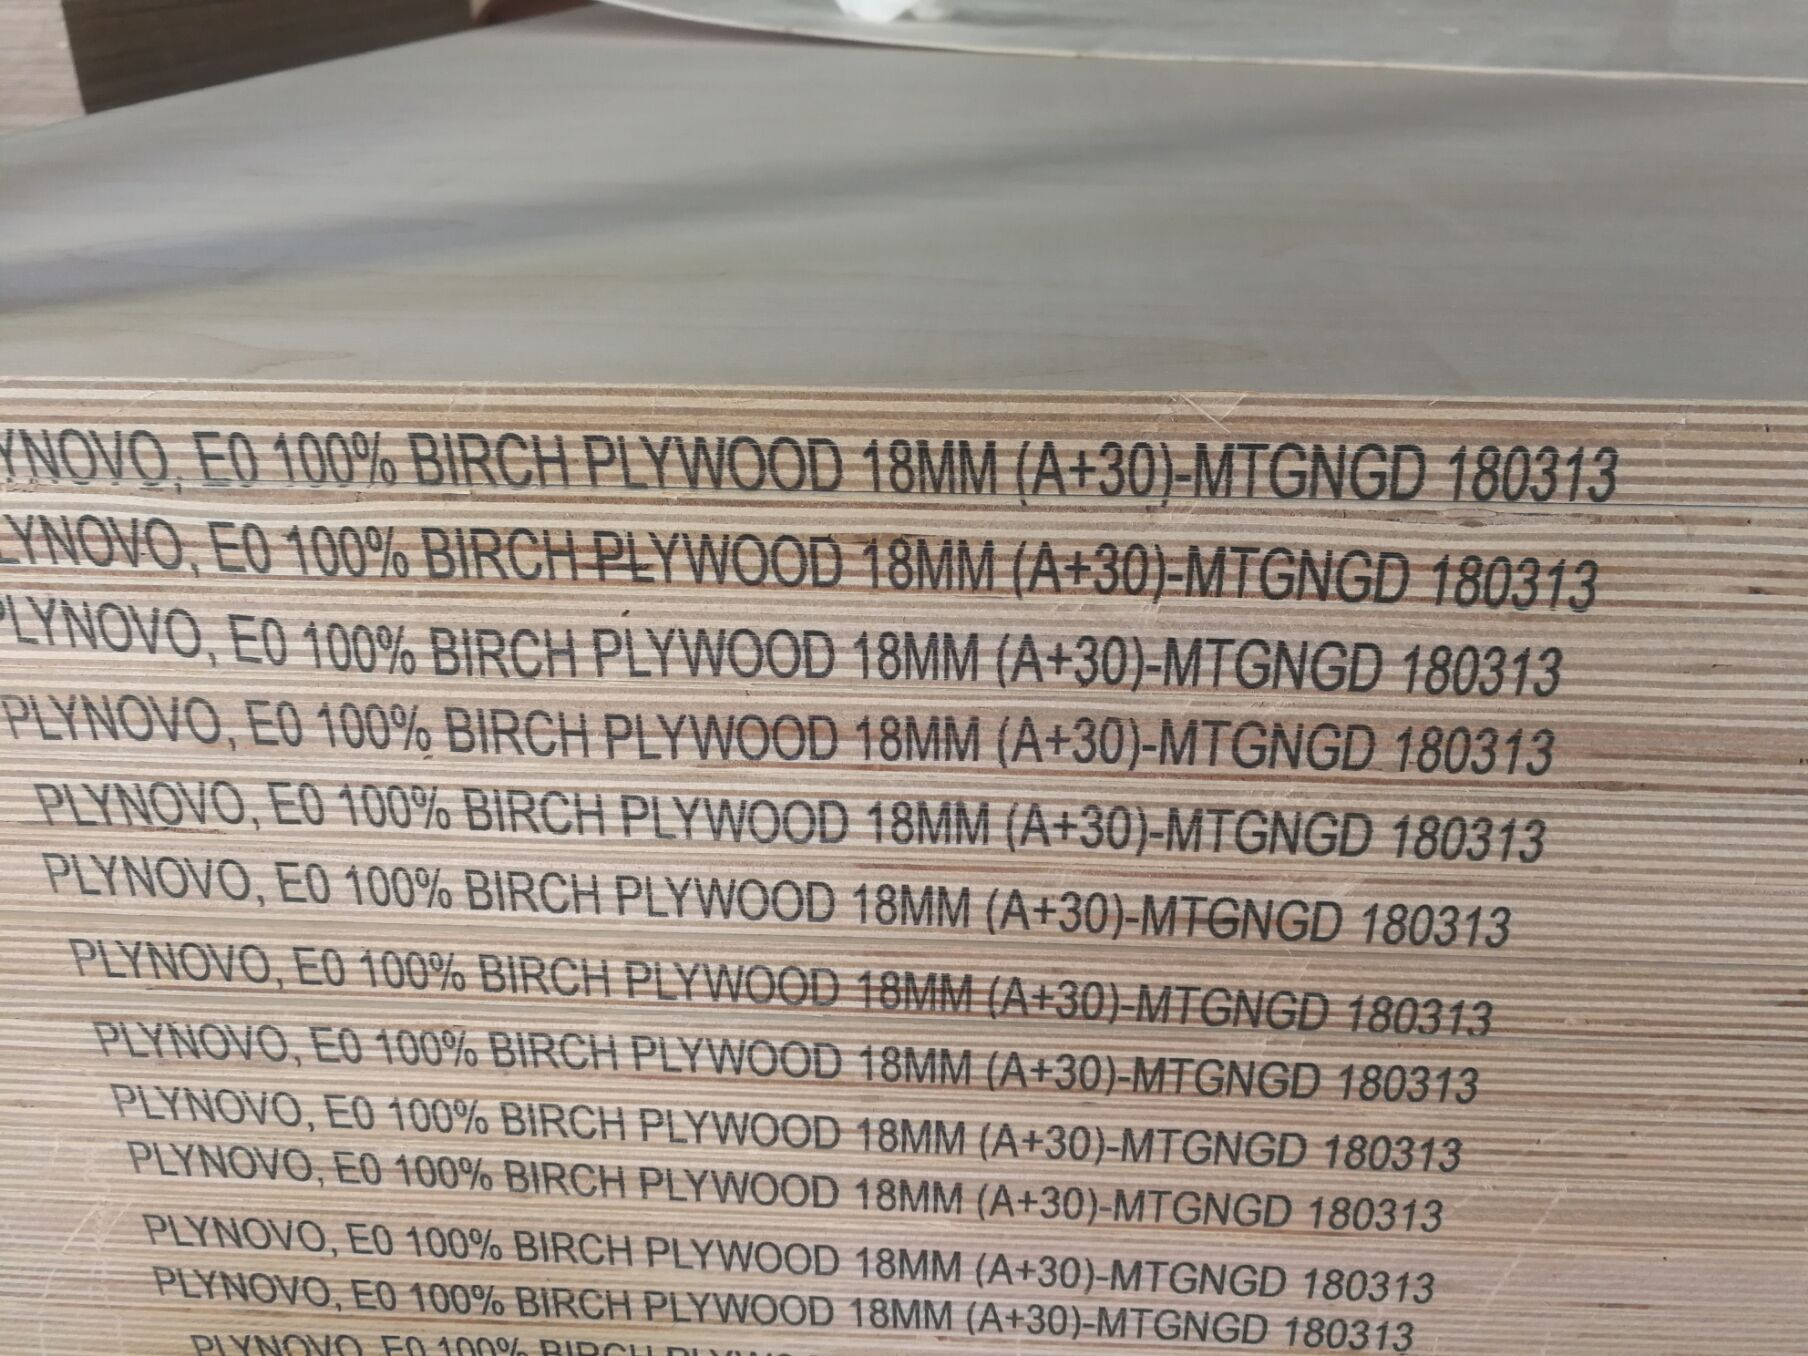 YNOVO, E0 100% BIRCH PLYWOOD 18MM (A+30)-MTGNGD 180313
LYNOVO, E0 100% BIRCH PLYWOOD 18MM (A+30)-MTGNGD 180313
PLYNOVO, E0 100% BIRCH PLYWOOD 18MM (A+30)-MTGNGD 180313
PLYNOVO, E0 100% BIRCH PLYWOOD 18MM (A+30)-MTGNGD 180313
PLYNOVO, E0 100% BIRCH PLYWOOD 18MM (A+30)-MTGNGD 180313
PLYNOVO, E0 100% BIRCH PLYWOOD 18MM (A+30)-MTGNGD 180313
PLYNOVO, E0 100% BIRCH PLYWOOD 18MM (A+30)-MTGNGD 180313
PLYNOVO, E0 100% BIRCH PLYWOOD 18MM (A+30)-MTGNGD 180313
PLYNOVO, E0 100% BIRCH PLYWOOD 18MM (A+30)-MTGNGD 180313
PLYNOVO, E0 100% BIRCH PLYWOOD 18MM (A+30)-MTGNGD 180313
PLYNOVO, E0 100% BIRCH PLYWOOD 18MM (A+30)-MTGNGD 180313
PLYNOVO, E0 100% BIRCH PLYWOOD 18MM (A+30)-MTGNGD 180313
PLYNOVO, E0 100% BIRCH